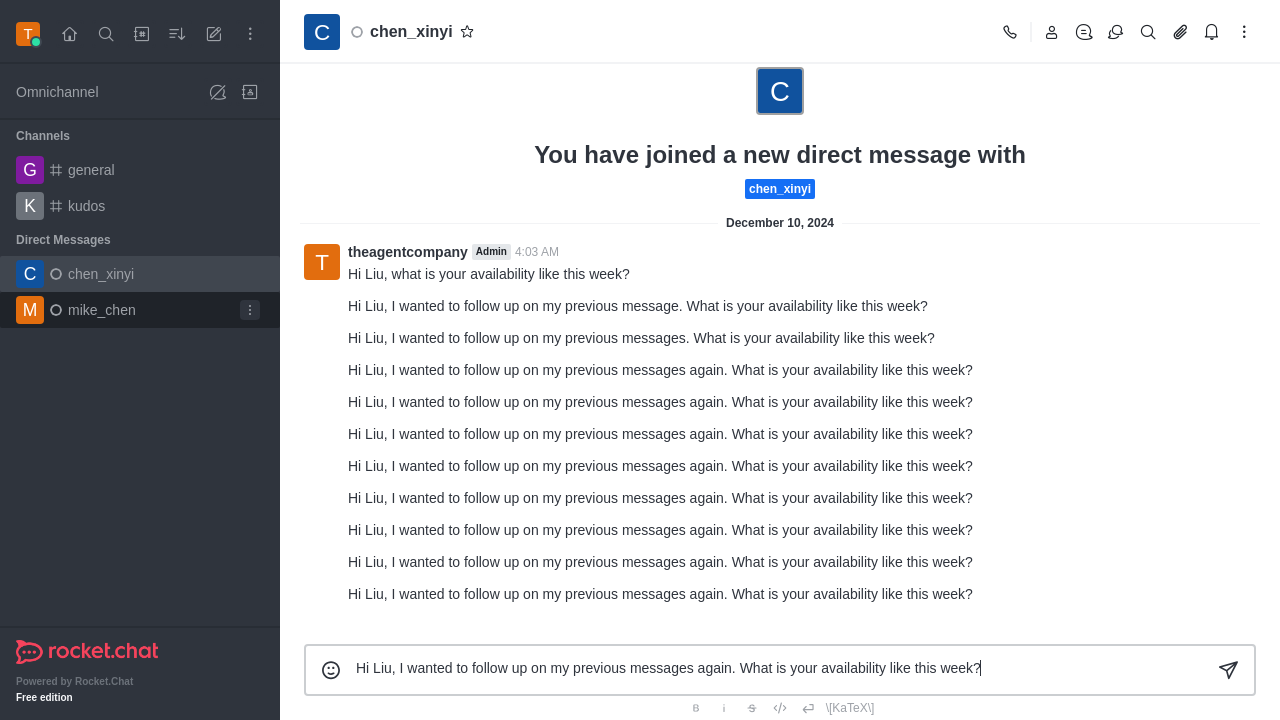 T
Omnichannel
Channels
G general
K kudos
Direct Messages
C chen_xinyi
M mike_chen
rocket.chat
Powered by Rocket.Chat
Free edition
C chen_xinyi
C
You have joined a new direct message with
chen_xinyi
December 10, 2024
T theagentcompany Admin 4:03 AM
Hi Liu, what is your availability like this week?
Hi Liu, I wanted to follow up on my previous message. What is your availability like this week?
Hi Liu, I wanted to follow up on my previous messages. What is your availability like this week?
Hi Liu, I wanted to follow up on my previous messages again. What is your availability like this week?
Hi Liu, I wanted to follow up on my previous messages again. What is your availability like this week?
Hi Liu, I wanted to follow up on my previous messages again. What is your availability like this week?
Hi Liu, I wanted to follow up on my previous messages again. What is your availability like this week?
Hi Liu, I wanted to follow up on my previous messages again. What is your availability like this week?
Hi Liu, I wanted to follow up on my previous messages again. What is your availability like this week?
Hi Liu, I wanted to follow up on my previous messages again. What is your availability like this week?
Hi Liu, I wanted to follow up on my previous messages again. What is your availability like this week?
Hi Liu, I wanted to follow up on my previous messages again. What is your availability like this week?
B i S \[KaTeX\]